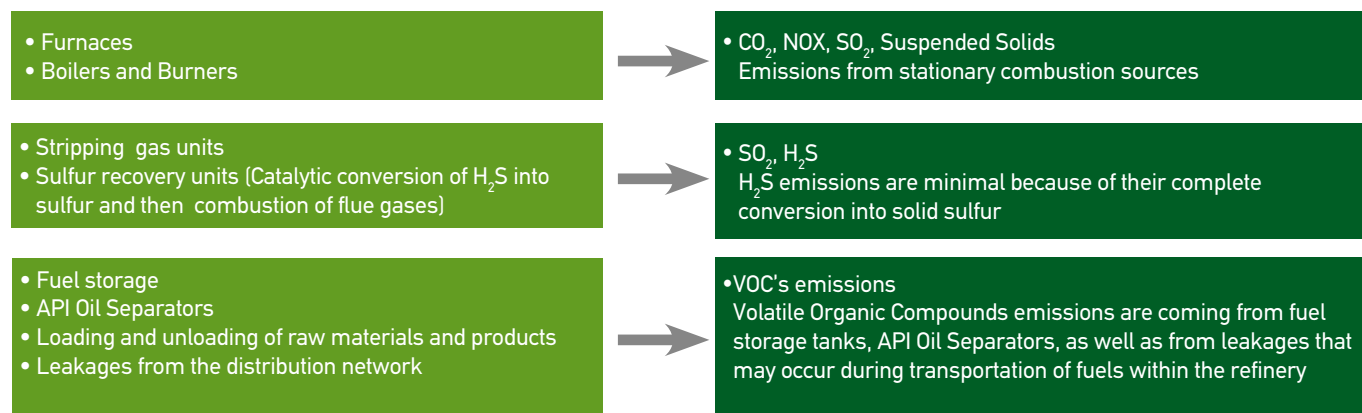 • Furnaces
• Boilers and Burners
• CO₂, NOX, SO₂, Suspended Solids
Emissions from stationary combustion sources
• Stripping gas units
• Sulfur recovery units (Catalytic conversion of H₂S into
sulfur and then combustion of flue gases)
• SO₂, H₂S
H₂S emissions are minimal because of their complete
conversion into solid sulfur
• Fuel storage
• API Oil Separators
• Loading and unloading of raw materials and products
• Leakages from the distribution network
•VOC's emissions
Volatile Organic Compounds emissions are coming from fuel
storage tanks, API Oil Separators, as well as from leakages that
may occur during transportation of fuels within the refinery